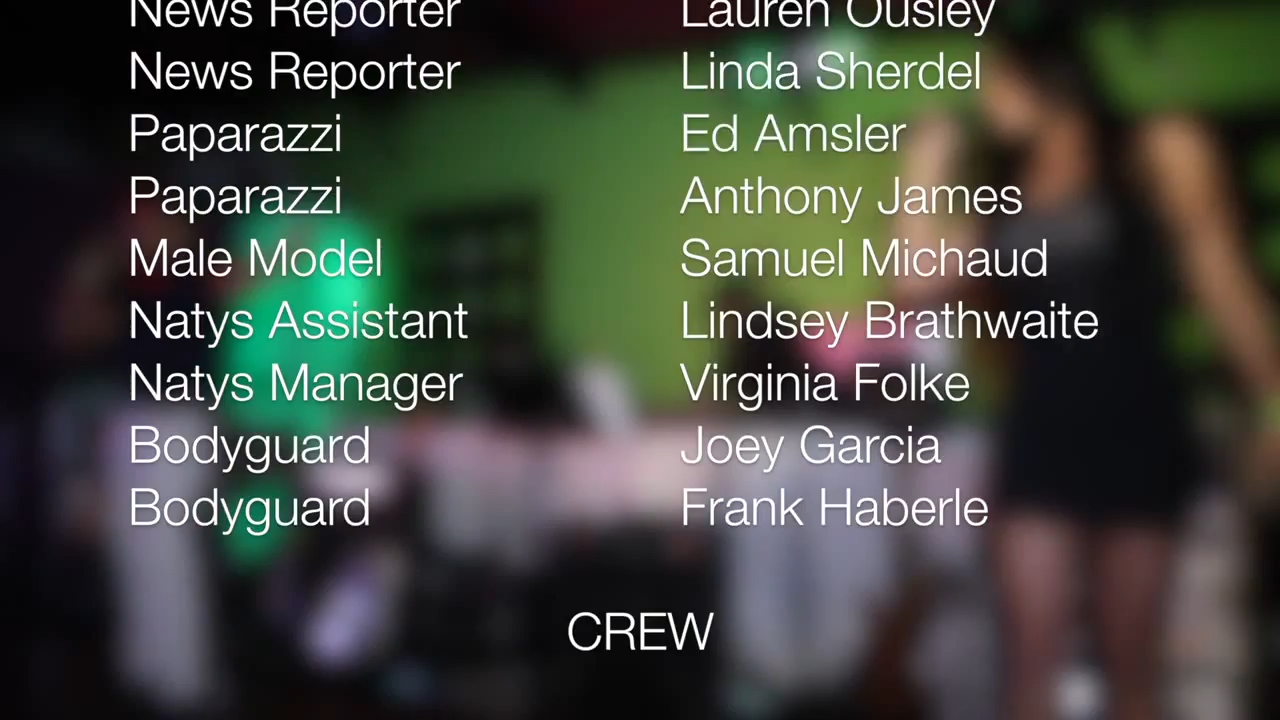 News Reporter Lauren Ousley
News Reporter Linda Sherdel
Paparazzi Ed Amsler
Paparazzi Anthony James
Male Model Samuel Michaud
Natys Assistant Lindsey Brathwaite
Natys Manager Virginia Folke
Bodyguard Joey Garcia
Bodyguard Frank Haberle
CREW